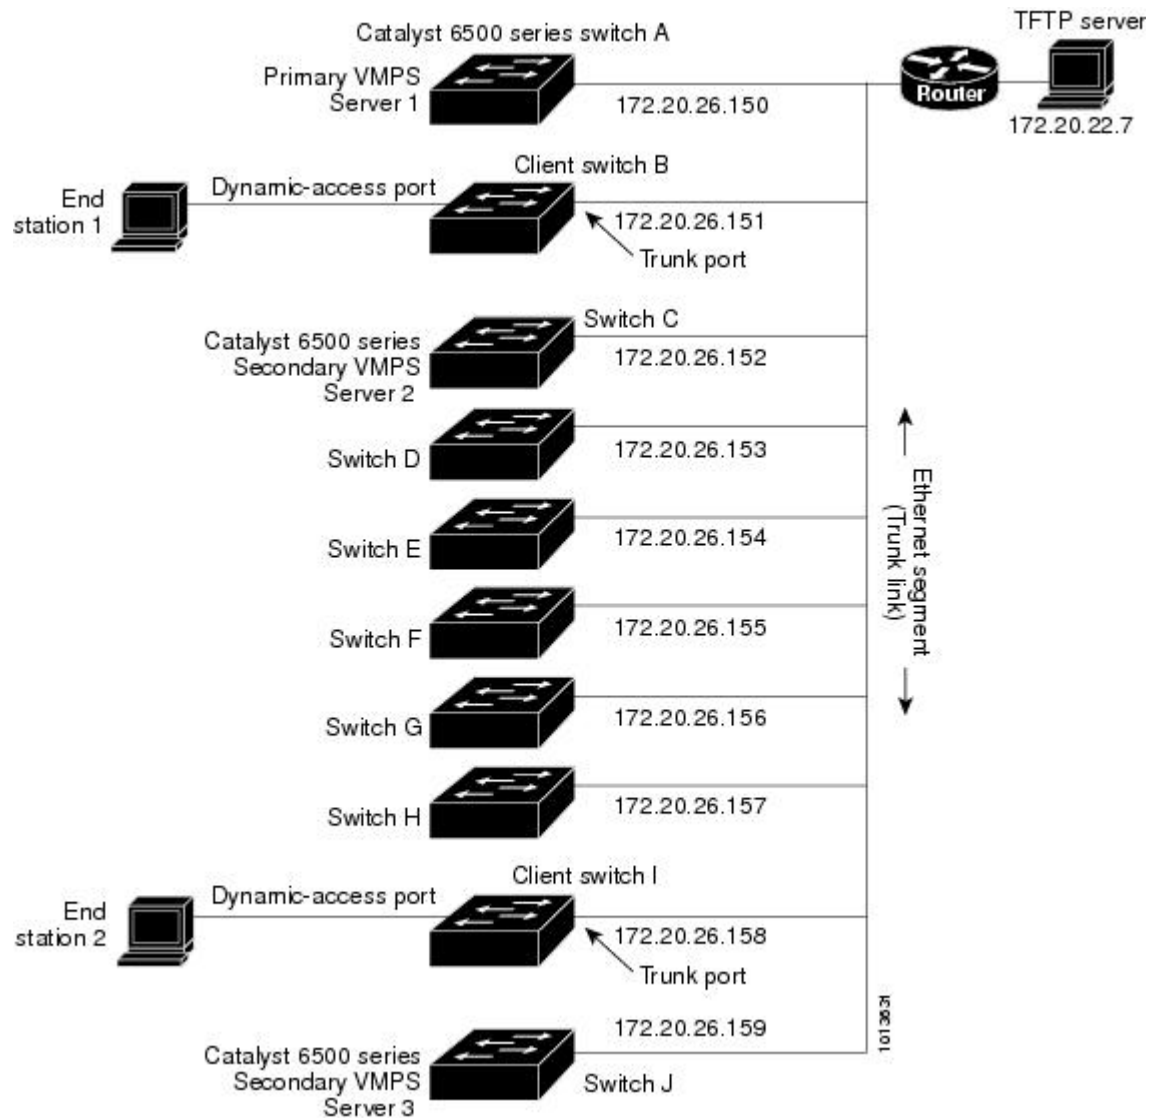 TFTP server
Catalyst 6500 series switch A
Primary VMPS
Server 1
Router
172.20.26.150
172.20.22.7
Client switch B
End
station 1
Dynamic-access port
172.20.26.151
Trunk port
Switch C
Catalyst 6500 series
Secondary VMPS
Server 2
172.20.26.152
Switch D
172.20.26.153
Ethernet segment
(Trunk link)
Switch E
172.20.26.154
Switch F
172.20.26.155
Switch G
172.20.26.156
Switch H
172.20.26.157
Client switch I
End
station 2
Dynamic-access port
172.20.26.158
Trunk port
172.20.26.159
Catalyst 6500 series
Secondary VMPS
Server 3
Switch J